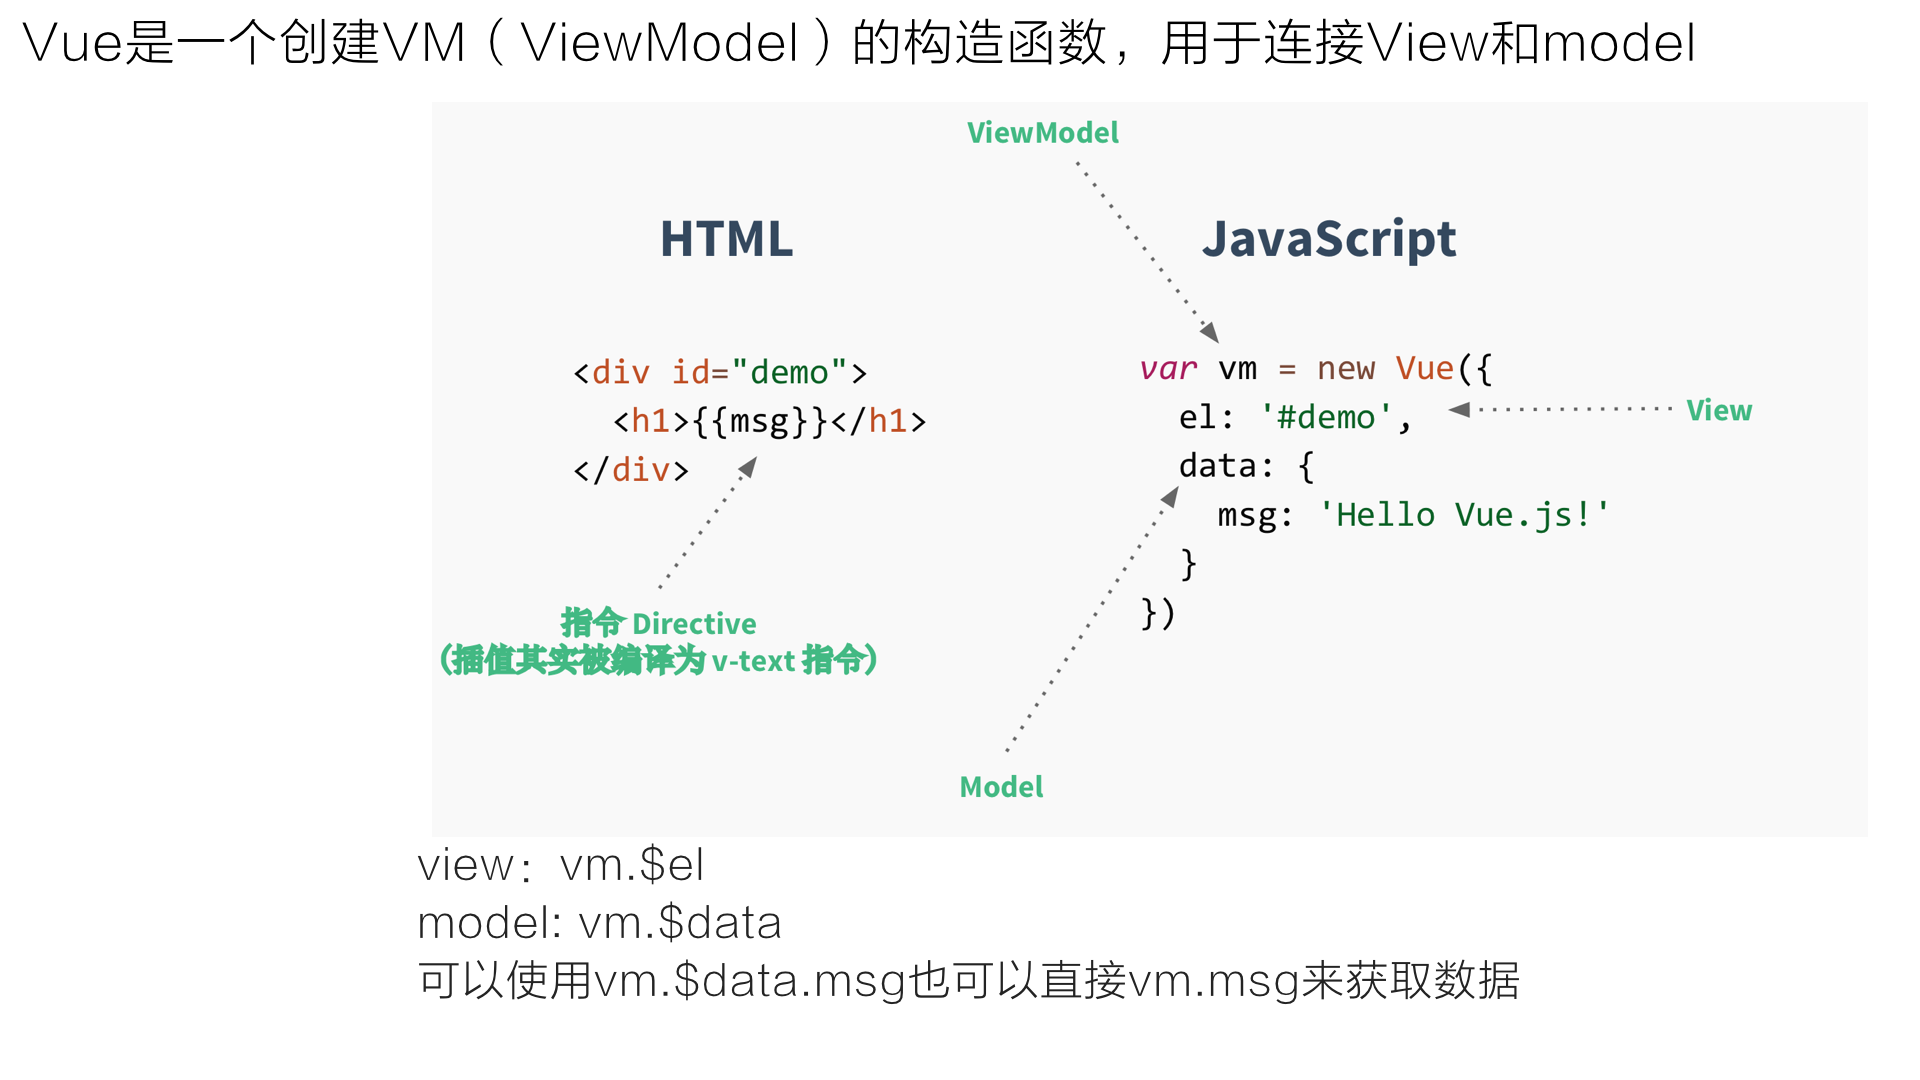 Vue是一个创建VM（ViewModel）的构造函数，用于连接View和model
ViewModel
HTML
JavaScript
<div id="demo">
<h1>{{msg}}</h1>
</div>
指令 Directive
(插值其实被编译为 v-text 指令)
var vm = new Vue({
el: '#demo',
data: {
msg: 'Hello Vue.js!'
}
})
View
Model
view：vm.$el
model: vm.$data
可以使用vm.$data.msg也可以直接vm.msg来获取数据